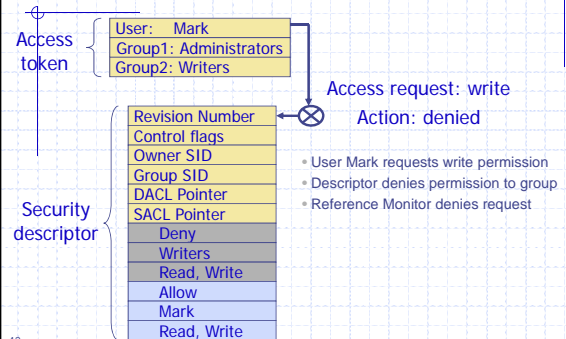 Access
token
User: Mark
Group1: Administrators
Group2: Writers
Access request: write
Action: denied
Security
descriptor
Revision Number
Control flags
Owner SID
Group SID
DACL Pointer
SACL Pointer
Deny
Writers
Read, Write
Allow
Mark
Read, Write
• User Mark requests write permission
• Descriptor denies permission to group
• Reference Monitor denies request